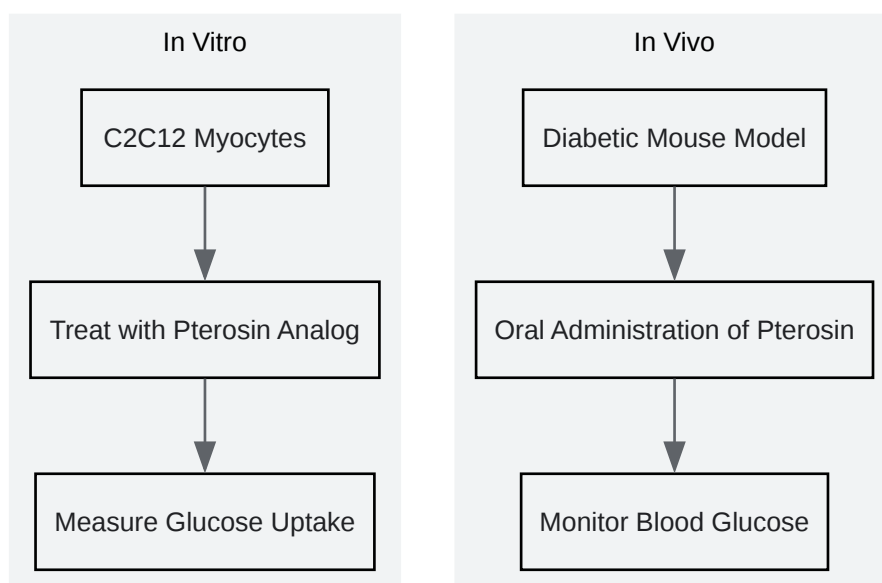 In Vitro
C2C12 Myocytes
Treat with Pterosin Analog
Measure Glucose Uptake
In Vivo
Diabetic Mouse Model
Oral Administration of Pterosin
Monitor Blood Glucose